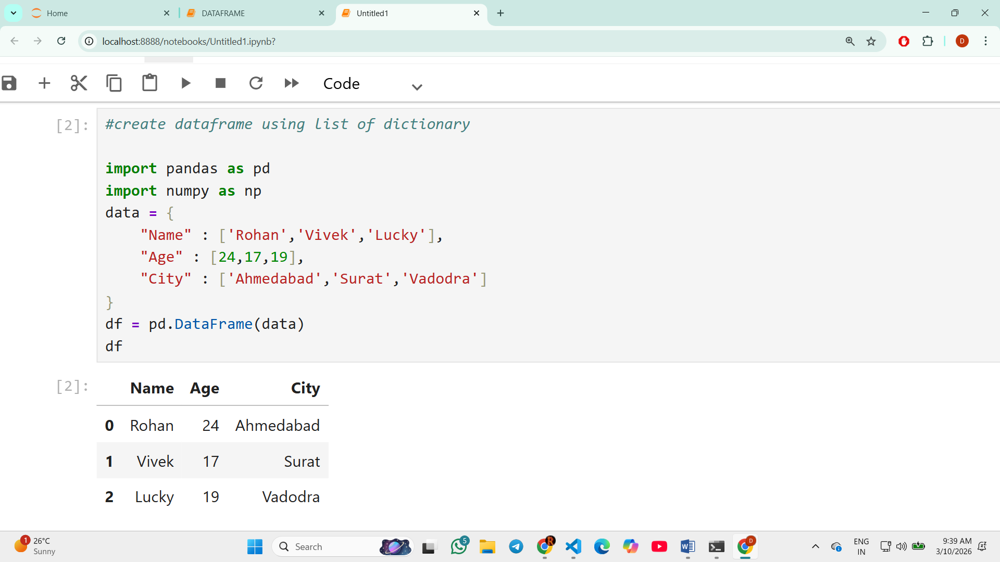 Home
DATAFRAME
Untitled1
localhost:8888/notebooks/Untitled1.ipynb?
D
Code
[2]:
#create dataframe using list of dictionary
import pandas as pd
import numpy as np
data = {
"Name" : ['Rohan','Vivek','Lucky'],
"Age" : [24,17,19],
"City" : ['Ahmedabad','Surat','Vadodra']
}
df = pd.DataFrame(data)
df
[2]:
Name Age City
0 Rohan 24 Ahmedabad
1 Vivek 17 Surat
2 Lucky 19 Vadodra
1
26°C
Sunny
Search
5
R
D
ENG
IN
9:39 AM
3/10/2026